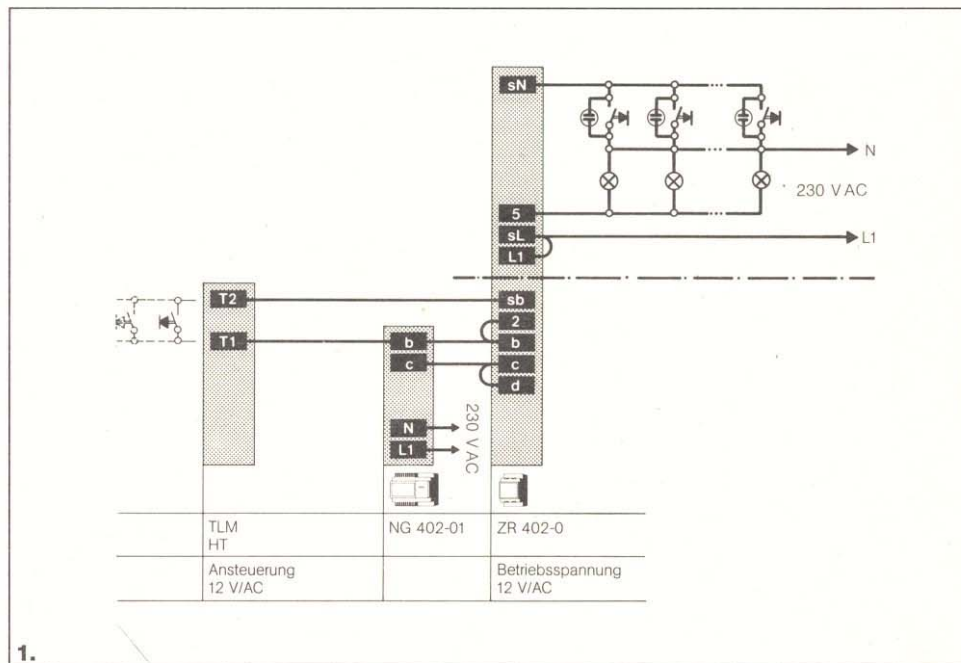 sN
N
230 V AC
5
sL
L1
L1
T2
sb
2
T1
b
b
c
c
d
N
L1
230 V AC
TLM
HT
NG 402-01
ZR 402-0
Ansteuerung
12 V/AC
Betriebsspannung
12 V/AC
1.